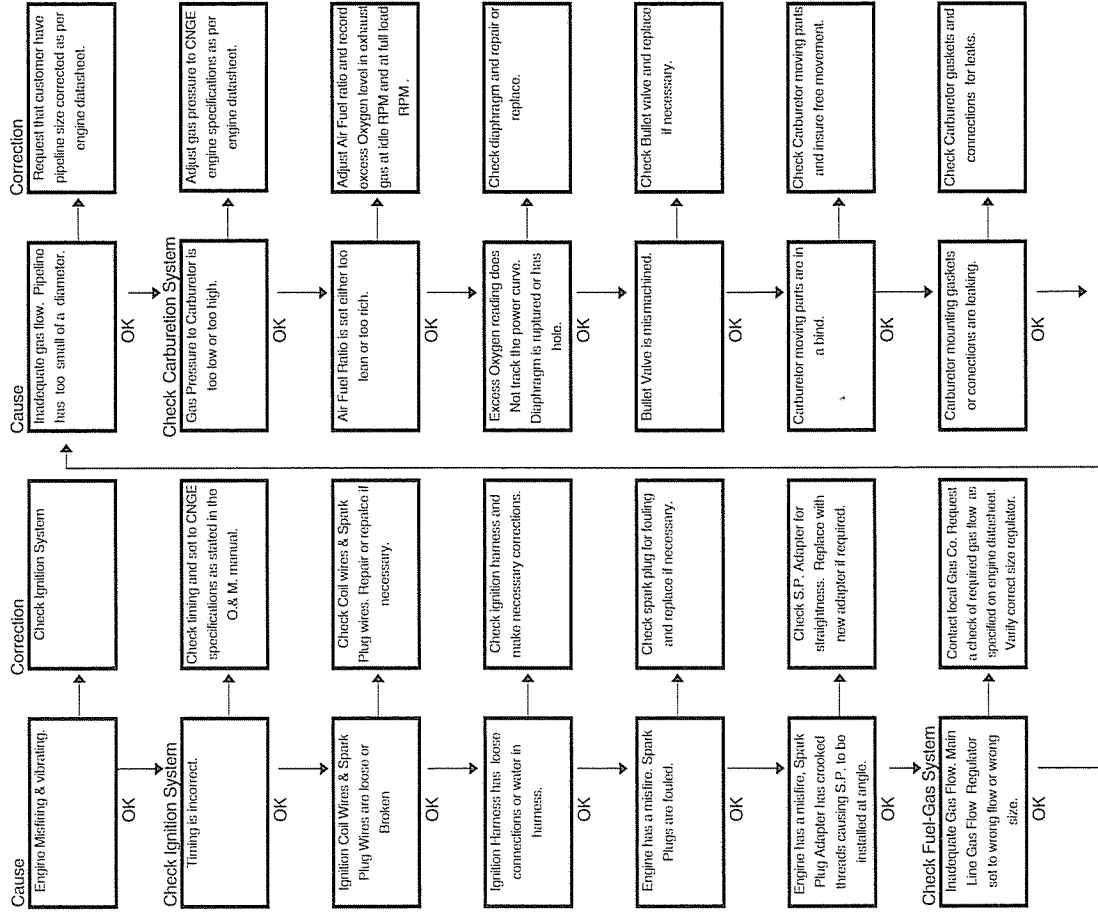 Cause
Correction
Engine Misfiring & vibrating.
Check Ignition System
OK
Check Ignition System
Timing is incorrect.
Check timing and set to CNGE
specifications as stated in the
O.& M. manual.
OK
Ignition Coil Wires & Spark
Plug Wires are loose or
Broken
Check Coil wires & Spark
Plug wires. Repair or repalce if
necessary.
OK
Ignition Harness has loose
connections or water in
harness.
Check ignition harness and
make necessary corrections.
OK
Engine has a misfire. Spark
Plugs are fouled.
Check spark plug for fouling
and replace if necessary.
OK
Engine has a misfire, Spark
Plug Adapter has crooked
threads causing S.P. to be
installed at angle.
Check S.P. Adapter for
straightness. Replace with
new adapter if required.
OK
Check Fuel-Gas System
Inadequate Gas Flow. Main
Line Gas Flow Regulator
set to wrong flow or wrong
size.
Contact local Gas Co. Request
a check of required gas flow as
specified on engine datasheet.
Varify correct size regulator.
OK
Cause
Correction
Inadequate gas flow. Pipeline
has too small of a diameter.
Request that customer have
pipeline size corrected as per
engine datasheet.
OK
Check Carburetion System
Gas Pressure to Carburetor is
too low or too high.
Adjust gas pressure to CNGE
engine specifications as per
engine datasheet.
OK
Air Fuel Ratio is set either too
lean or too rich.
Adjust Air Fuel ratio and record
excess Oxygen level in exhaust
gas at idle RPM and at full load
RPM.
OK
Excess Oxygen reading does
Not track the power curve.
Diaphragm is ruptured or has
hole.
Check diaphragm and repair or
replace.
OK
Bullet Valve is mismachined.
Check Bullet valve and replace
if necessary.
OK
Carburetor moving parts are in
a bind.
Check Carburetor moving parts
and insure free movement.
OK
Carburetor mounting gaskets
or conections are leaking.
Check Carburetor gaskets and
connections for leaks.
OK